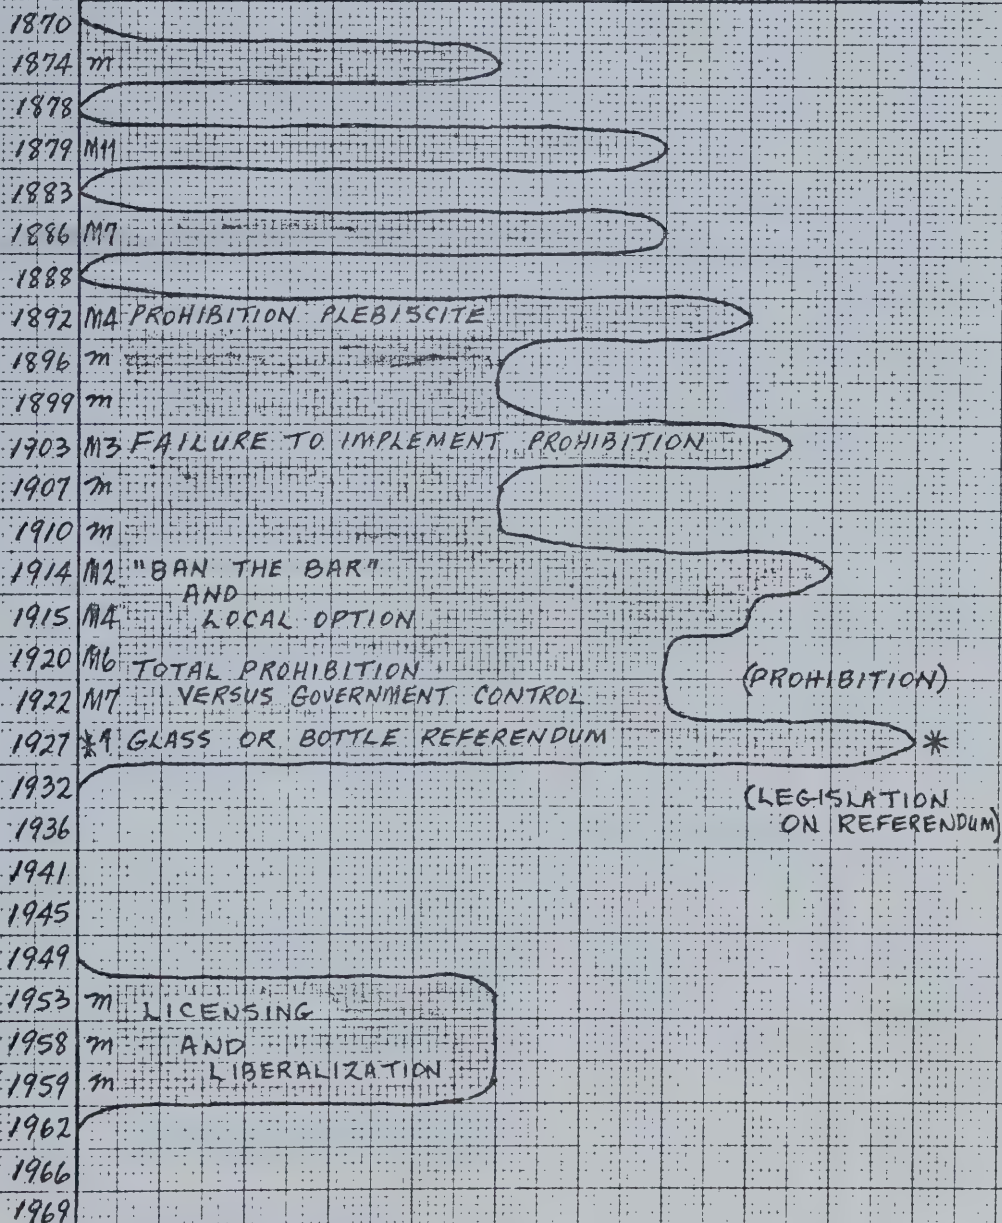 1870
1874 m
1878
1879 M11
1883
1886 M7
1888
1892 M4 PROHIBITION PLEBISCITE
1896 m
1899 m
1903 M3 FAILURE TO IMPLEMENT PROHIBITION
1907 m
1910 m
1914 M2 "BAN THE BAR"
AND
1915 M4 LOCAL OPTION
1920 M6 TOTAL PROHIBITION (PROHIBITION)
1922 M7 VERSUS GOVERNMENT CONTROL
1927 *1 GLASS OR BOTTLE REFERENDUM *
1932 (LEGISLATION
1936 ON REFERENDUM)
1941
1945
1949
1953 m LICENSING
1958 m AND
1959 m LIBERALIZATION
1962
1966
1969